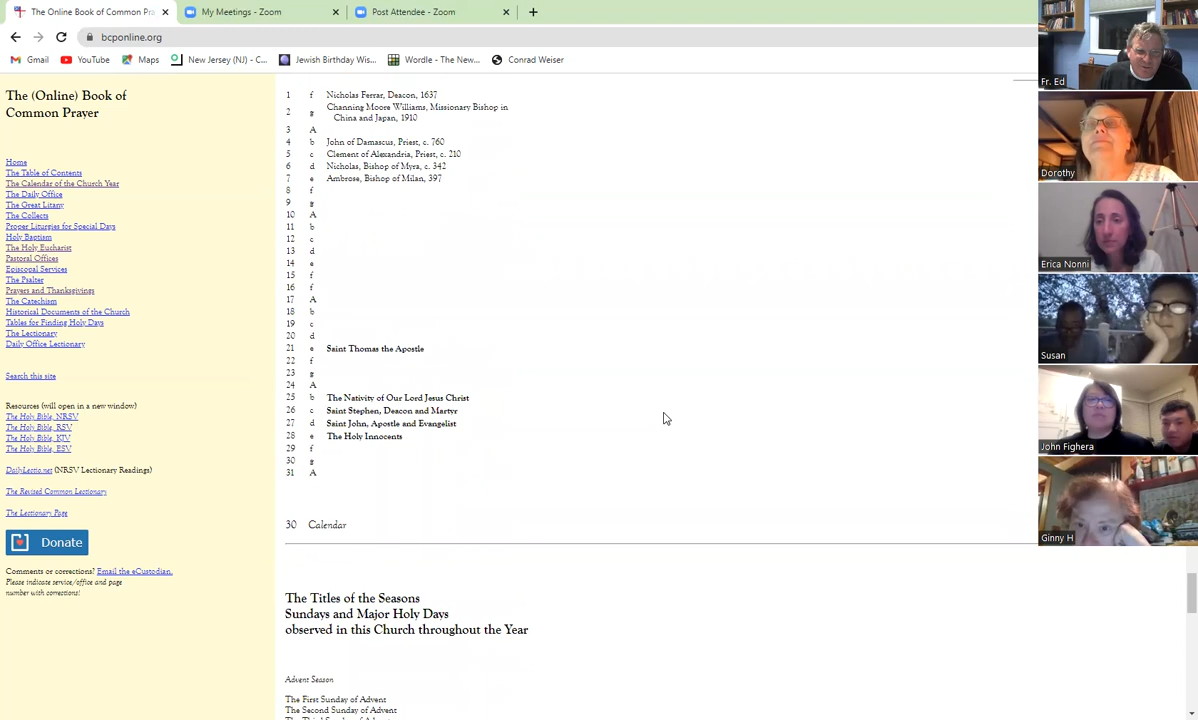 The Online Book of Common Pra
My Meetings - Zoom
Post Attendee - Zoom
bcponline.org
Gmail
YouTube
Maps
New Jersey (NJ) - C...
Jewish Birthday Wis...
Wordle - The New...
Conrad Weiser
The (Online) Book of
Common Prayer
Home
The Table of Contents
The Calendar of the Church Year
The Daily Office
The Great Litany
The Collects
Proper Liturgies for Special Days
Holy Baptism
The Holy Eucharist
Pastoral Offices
Episcopal Services
The Psalter
Prayers and Thanksgivings
The Catechism
Historical Documents of the Church
Tables for Finding Holy Days
The Lectionary
Daily Office Lectionary
Search this site
Resources (will open in a new window)
The Holy Bible, NRSV
The Holy Bible, RSV
The Holy Bible, KJV
The Holy Bible, ESV
DailyLectio.net (NRSV Lectionary Readings)
The Revised Common Lectionary
The Lectionary Page
Donate
Comments or corrections? Email the eCustodian.
Please indicate service/office and page
number with corrections!
1 f Nicholas Ferrar, Deacon, 1637
2 g Channing Moore Williams, Missionary Bishop in
China and Japan, 1910
3 A
4 b John of Damascus, Priest, c. 760
5 c Clement of Alexandria, Priest, c. 210
6 d Nicholas, Bishop of Myra, c. 342
7 e Ambrose, Bishop of Milan, 397
8 f
9 g
10 A
11 b
12 c
13 d
14 e
15 f
16 f
17 A
18 b
19 c
20 d
21 e Saint Thomas the Apostle
22 f
23 g
24 A
25 b The Nativity of Our Lord Jesus Christ
26 c Saint Stephen, Deacon and Martyr
27 d Saint John, Apostle and Evangelist
28 e The Holy Innocents
29 f
30 g
31 A
30 Calendar
The Titles of the Seasons
Sundays and Major Holy Days
observed in this Church throughout the Year
Advent Season
The First Sunday of Advent
The Second Sunday of Advent
The Third Sunday of Advent
Fr. Ed
Dorothy
Erica Nonni
Susan
John Fighera
Ginny H